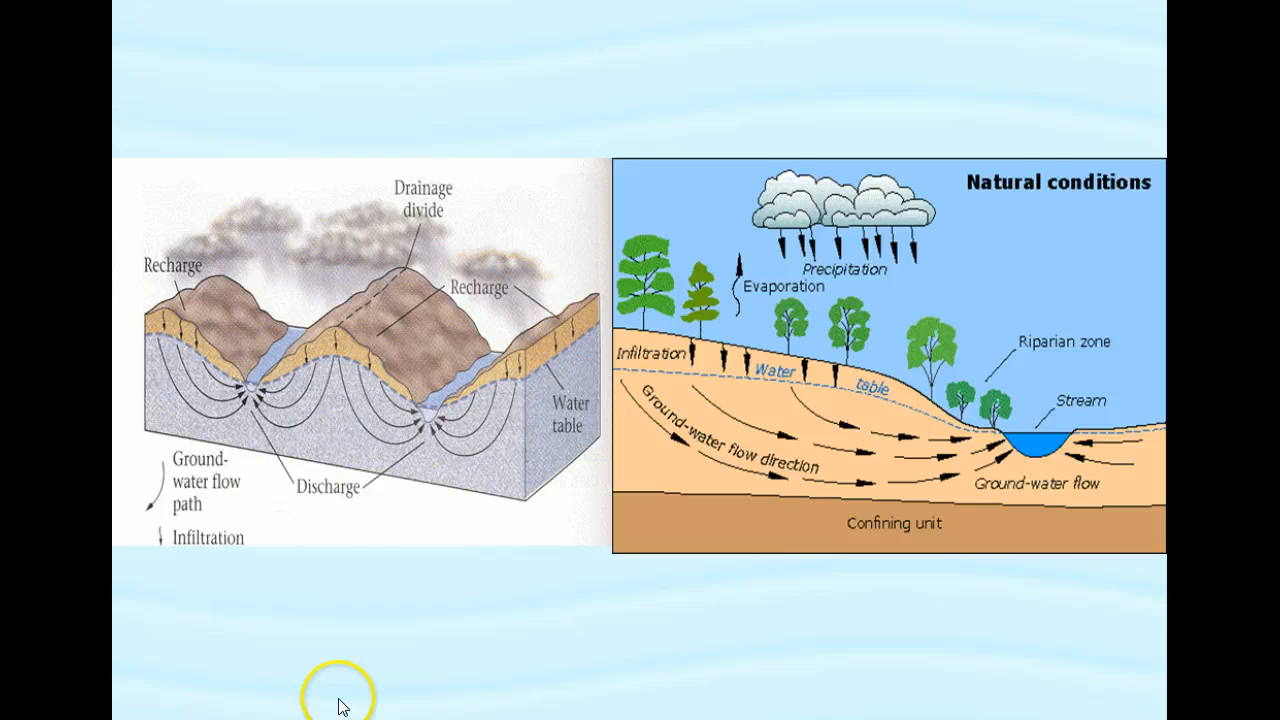 Drainage
divide
Recharge
Recharge
Water
table
Ground-
water flow
path
Discharge
Infiltration
Natural conditions
Precipitation
Evaporation
Infiltration
Water
table
Riparian zone
Stream
Ground-water flow direction
Ground-water flow
Confining unit